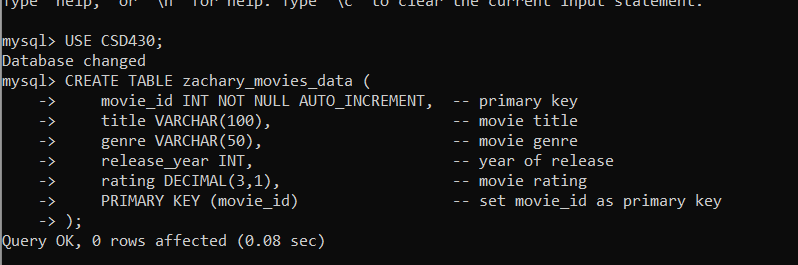 Type 'help;' or '\h' for help. Type '\c' to clear the current input statement.
mysql> USE CSD430;
Database changed
mysql> CREATE TABLE zachary_movies_data (
    ->     movie_id INT NOT NULL AUTO_INCREMENT,  -- primary key
    ->     title VARCHAR(100),                    -- movie title
    ->     genre VARCHAR(50),                     -- movie genre
    ->     release_year INT,                      -- year of release
    ->     rating DECIMAL(3,1),                   -- movie rating
    ->     PRIMARY KEY (movie_id)                 -- set movie_id as primary key
    -> );
Query OK, 0 rows affected (0.08 sec)